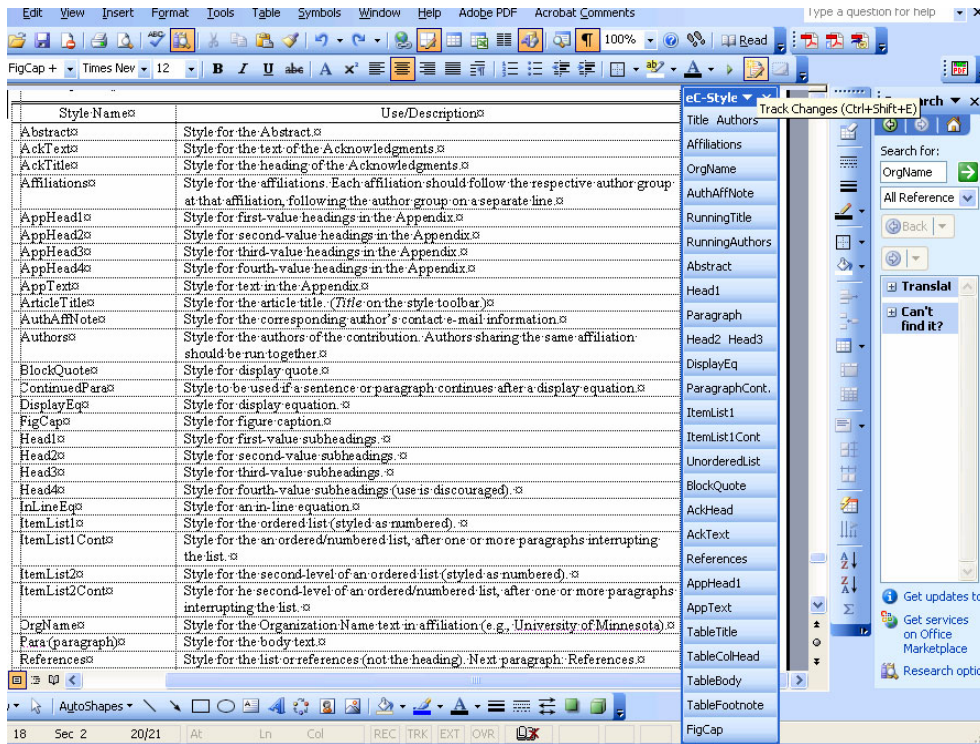 Edit View Insert Format Tools Table Symbols Window Help Adobe PDF Acrobat Comments
Type a question for help
100% Read
FigCap + Times New 12 B I U abc A x² A
eC-Style
Track Changes (Ctrl+Shift+E)
rch
Style Name Use/Description
Abstract Style for the Abstract.
AckText Style for the text of the Acknowledgments.
AckTitle Style for the heading of the Acknowledgments.
Affiliations Style for the affiliations. Each affiliation should follow the respective author group
at that affiliation, following the author group on a separate line.
AppHead1 Style for first-value headings in the Appendix.
AppHead2 Style for second-value headings in the Appendix.
AppHead3 Style for third-value headings in the Appendix.
AppHead4 Style for fourth-value headings in the Appendix.
AppText Style for text in the Appendix.
ArticleTitle Style for the article title. (Title on the style toolbar.)
AuthAffNote Style for the corresponding author's contact e-mail information.
Authors Style for the authors of the contribution. Authors sharing the same affiliation
should be run together.
BlockQuote Style for display quote.
ContinuedPara Style to be used if a sentence or paragraph continues after a display equation.
DisplayEq Style for display equation.
FigCap Style for figure caption.
Head1 Style for first-value subheadings.
Head2 Style for second-value subheadings.
Head3 Style for third-value subheadings.
Head4 Style for fourth-value subheadings (use is discouraged).
InLineEq Style for an in-line equation.
ItemList1 Style for the ordered list (styled as numbered).
ItemList1Cont Style for the an ordered/numbered list, after one or more paragraphs interrupting
the list.
ItemList2 Style for the second-level of an ordered list (styled as numbered).
ItemList2Cont Style for he second-level of an ordered/numbered list, after one or more paragraphs
interrupting the list.
OrgName Style for the Organization Name text in affiliation (e.g., University of Minnesota)
Para (paragraph) Style for the body text.
References Style for the list or references (not the heading). Next paragraph: References.
Title Authors
Affiliations
OrgName
AuthAffNote
RunningTitle
RunningAuthors
Abstract
Head1
Paragraph
Head2 Head3
DisplayEq
ParagraphCont.
ItemList1
ItemList1Cont
UnorderedList
BlockQuote
AckHead
AckText
References
AppHead1
AppText
TableTitle
TableColHead
TableBody
TableFootnote
FigCap
Search for:
OrgName
All Reference
Back
Translat
Can't
find it?
Get updates to
Get services
on Office
Marketplace
Research optic
AutoShapes
18 Sec 2 20/21 At Ln Col REC TRK EXT OVR